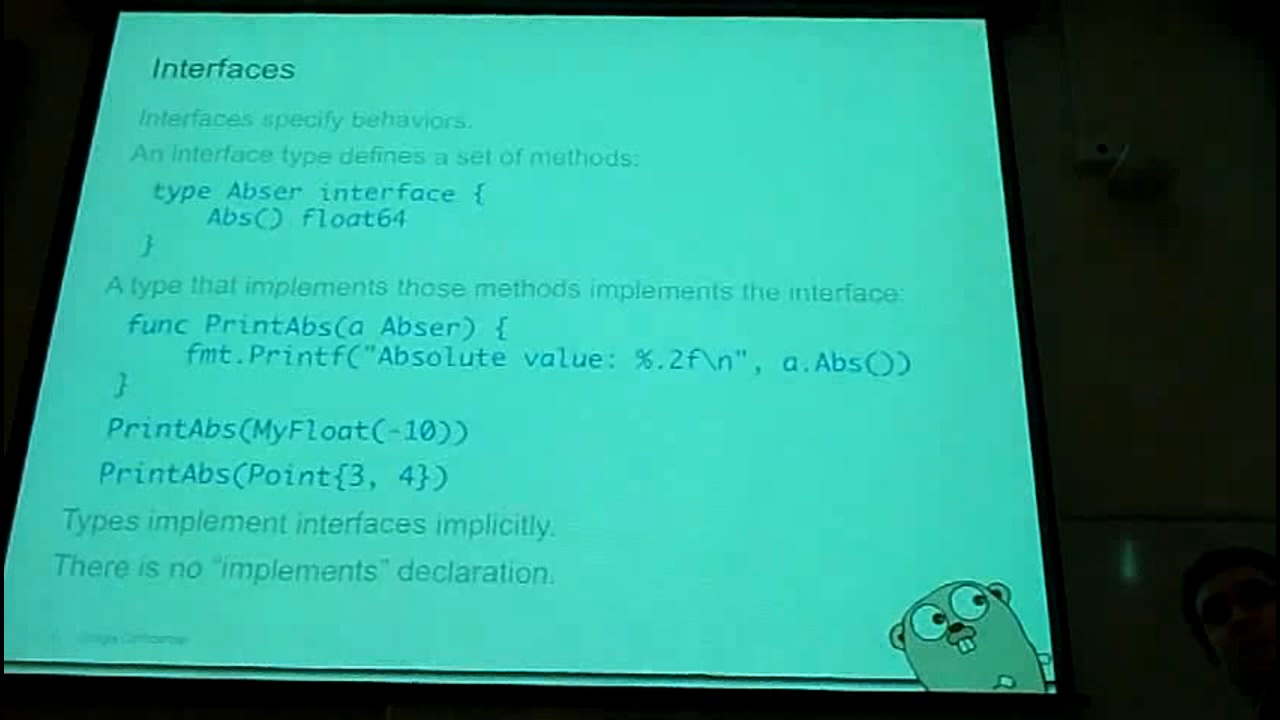 Interfaces
Interfaces specify behaviors.
An interface type defines a set of methods:
type Abser interface {
Abs() float64
}
A type that implements those methods implements the interface:
func PrintAbs(a Abser) {
fmt.Printf("Absolute value: %.2f\n", a.Abs())
}
PrintAbs(MyFloat(-10))
PrintAbs(Point{3, 4})
Types implement interfaces implicitly.
There is no "implements" declaration.
Google Confidential